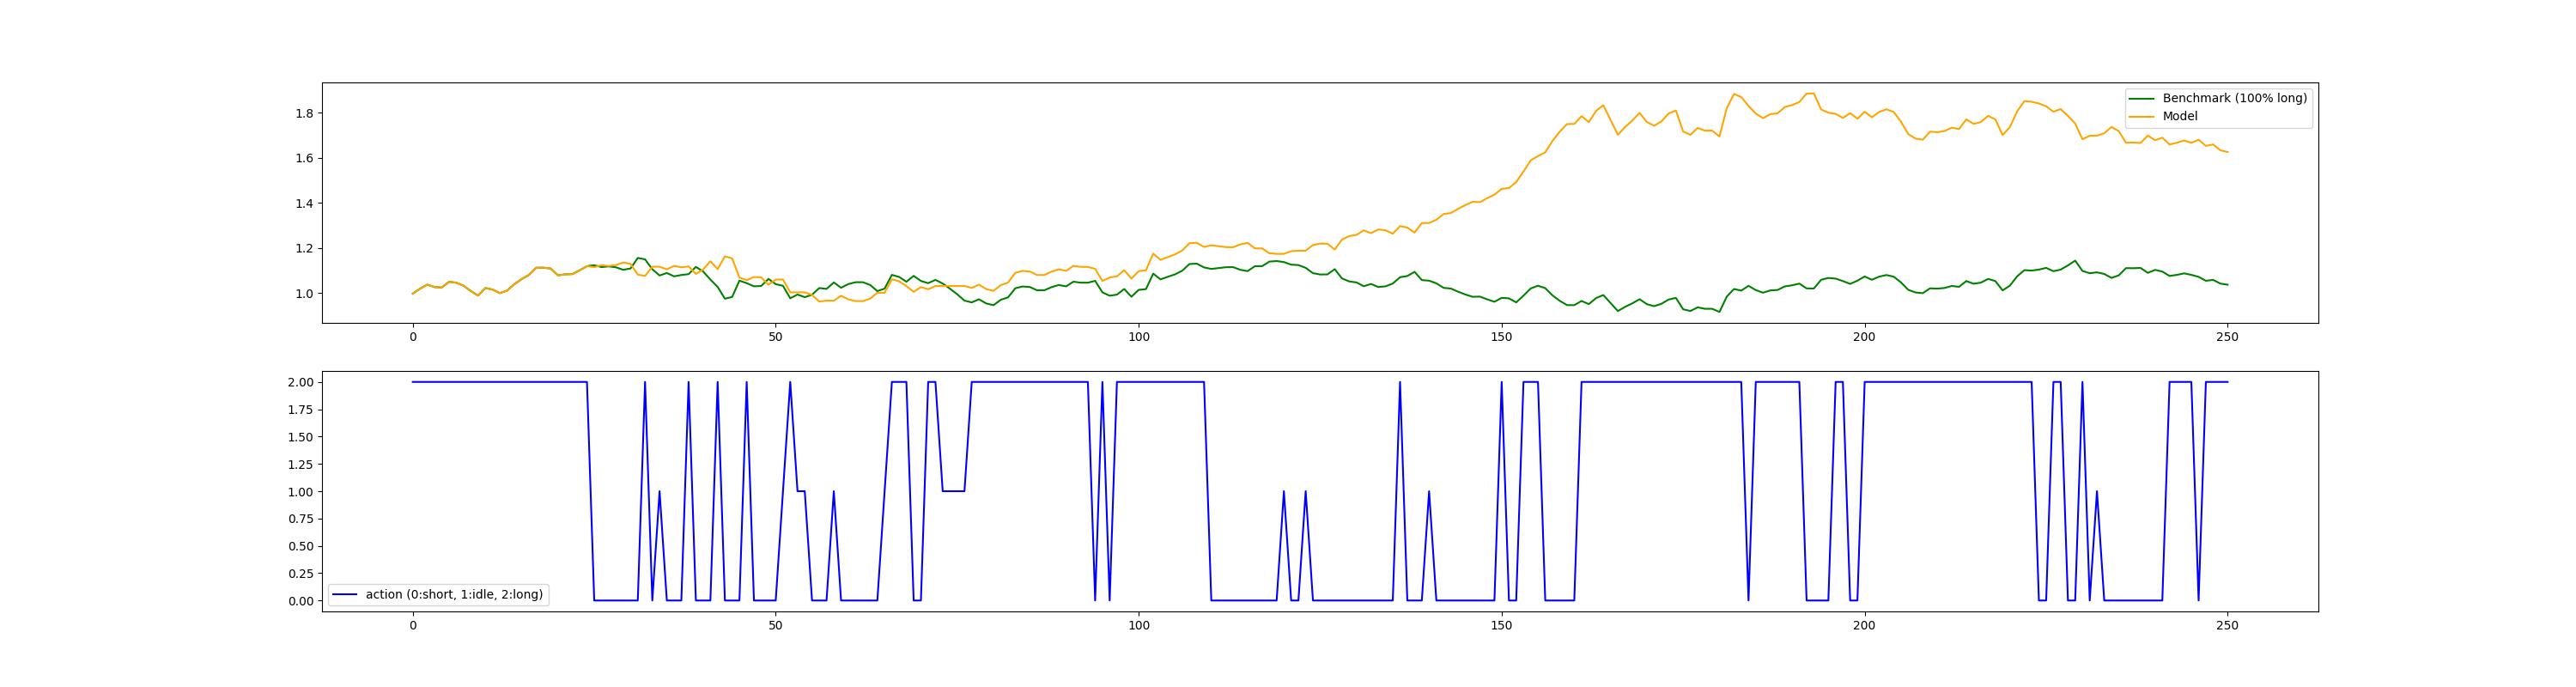 1.8
1.6
1.4
1.2
1.0
Benchmark (100% long)
Model
0 50 100 150 200 250
2.00
1.75
1.50
1.25
1.00
0.75
0.50
0.25
0.00
action (0:short, 1:idle, 2:long)
0 50 100 150 200 250